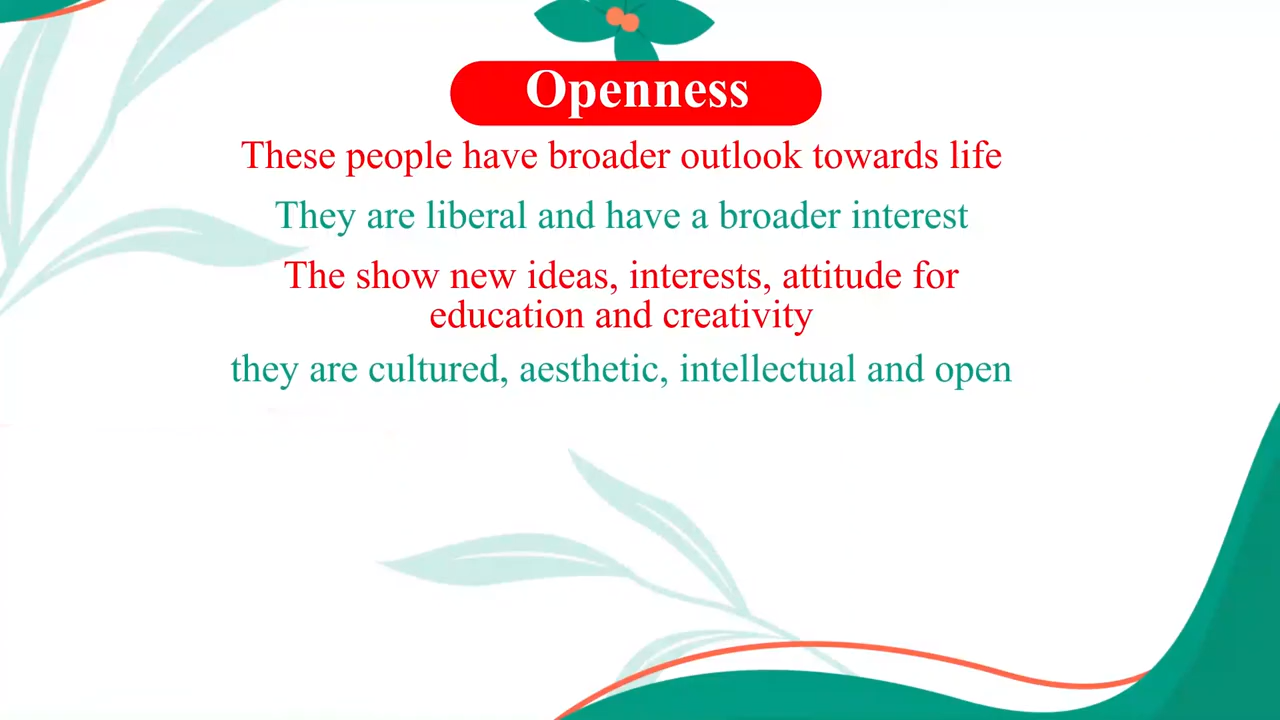 Openness
These people have broader outlook towards life
They are liberal and have a broader interest
The show new ideas, interests, attitude for
education and creativity
they are cultured, aesthetic, intellectual and open